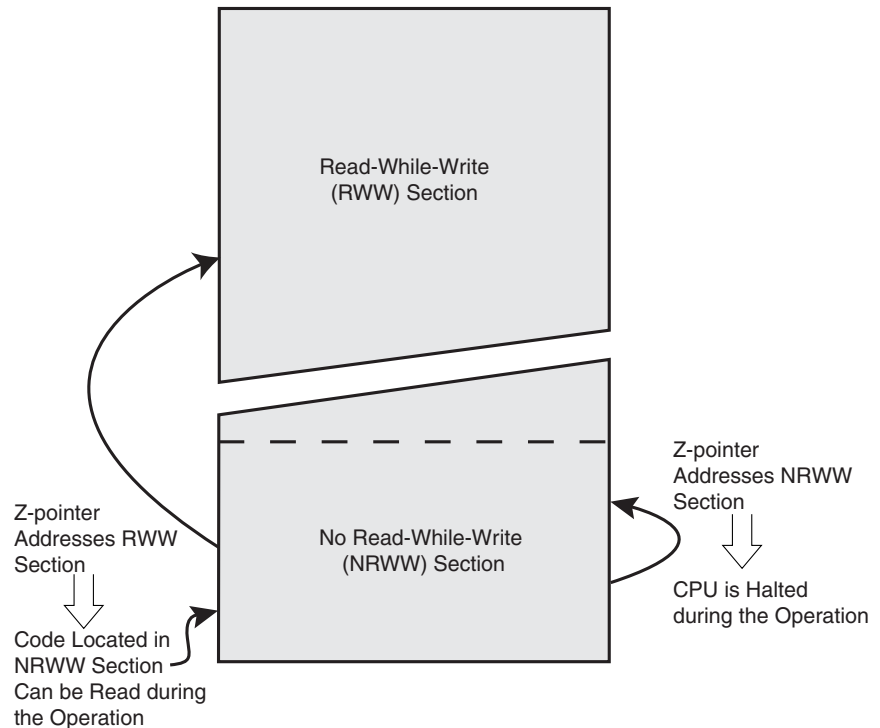 Read-While-Write
(RWW) Section
Z-pointer
Addresses NRWW
Section
Z-pointer
Addresses RWW
Section
No Read-While-Write
(NRWW) Section
CPU is Halted
during the Operation
Code Located in
NRWW Section
Can be Read during
the Operation